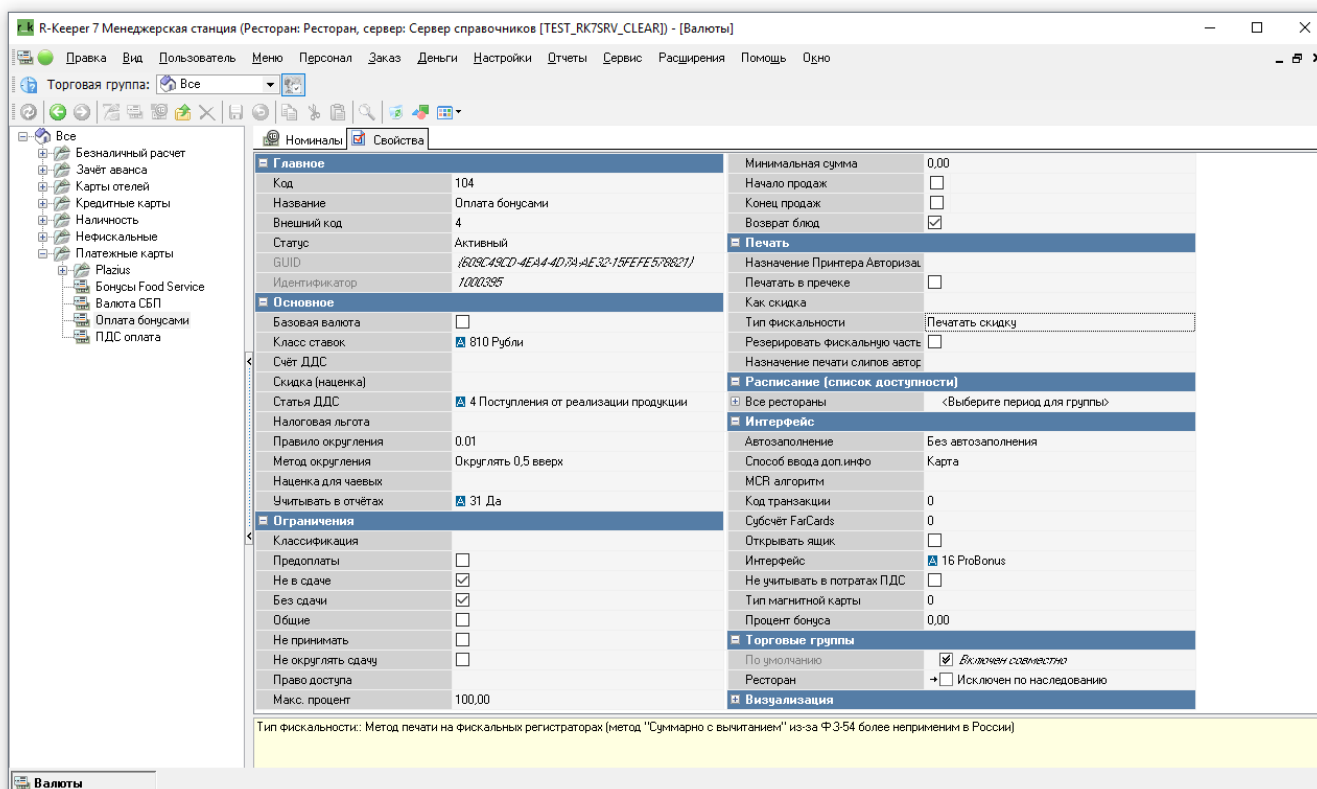 R-Keeper 7 Менеджерская станция (Ресторан: Ресторан, сервер: Сервер справочников [TEST_RK7SRV_CLEAR]) - [Валюты]
Правка Вид Пользователь Меню Персонал Заказ Деньги Настройки Отчеты Сервис Расширения Помощь Окно
Торговая группа: Все
Все
Безналичный расчет
Зачёт аванса
Карты отелей
Кредитные карты
Наличность
Нефискальные
Платежные карты
Plazius
Бонусы Food Service
Валюта СБП
Оплата бонусами
ПДС оплата
Номиналы Свойства
Главное
Код 104
Название Оплата бонусами
Внешний код 4
Статус Активный
GUID {609C49CD-4EA4-4D7A-AE32-15FEFE578821}
Идентификатор 1000395
Основное
Базовая валюта
Класс ставок 810 Рубли
Счёт ДДС
Скидка (наценка)
Статья ДДС 4 Поступления от реализации продукции
Налоговая льгота
Правило округления 0.01
Метод округления Округлять 0,5 вверх
Наценка для чаевых
Учитывать в отчётах 31 Да
Ограничения
Классификация
Предоплаты
Не в сдаче
Без сдачи
Общие
Не принимать
Не округлять сдачу
Право доступа
Макс. процент 100,00
Минимальная сумма 0,00
Начало продаж
Конец продаж
Возврат блюд
Печать
Назначение Принтера Авториза
Печатать в пречеке
Как скидка
Тип фискальности Печатать скидку
Резерировать фискальную часть
Назначение печати слипов автор
Расписание (список доступности)
Все рестораны <Выберите период для группы>
Интерфейс
Автозаполнение Без автозаполнения
Способ ввода доп.инфо Карта
MCR алгоритм
Код транзакции 0
Субсчёт FarCards 0
Открывать ящик
Интерфейс 16 ProBonus
Не учитывать в потратах ПДС
Тип магнитной карты 0
Процент бонуса 0,00
Торговые группы
По умолчанию Включен совместно
Ресторан Исключен по наследованию
Визуализация
Тип фискальности:: Метод печати на фискальных регистраторах (метод "Суммарно с вычитанием" из-за ФЗ-54 более неприменим в России)
Валюты